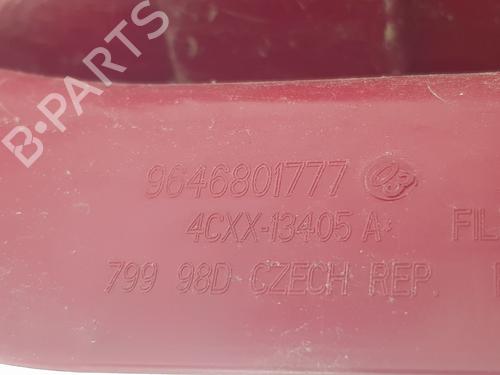 B-PARTS
9646801777
4CXX-13405 A
FIL
799 98D CZECH REP.